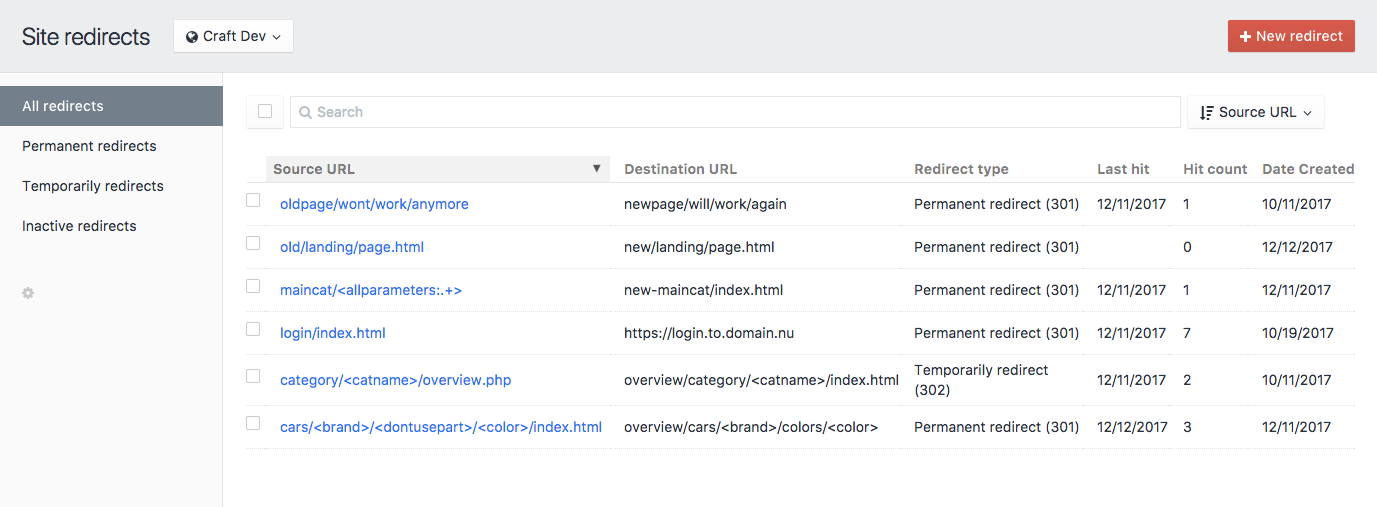 Site redirects Craft Dev + New redirect
All redirects
Permanent redirects
Temporarily redirects
Inactive redirects
Search Source URL
Source URL ▼ Destination URL Redirect type Last hit Hit count Date Created
oldpage/wont/work/anymore newpage/will/work/again Permanent redirect (301) 12/11/2017 1 10/11/2017
old/landing/page.html new/landing/page.html Permanent redirect (301) 0 12/12/2017
maincat/<allparameters:.+> new-maincat/index.html Permanent redirect (301) 12/11/2017 1 12/11/2017
login/index.html https://login.to.domain.nu Permanent redirect (301) 12/11/2017 7 10/19/2017
category/<catname>/overview.php overview/category/<catname>/index.html Temporarily redirect (302) 12/11/2017 2 10/11/2017
cars/<brand>/<dontusepart>/<color>/index.html overview/cars/<brand>/colors/<color> Permanent redirect (301) 12/12/2017 3 12/11/2017